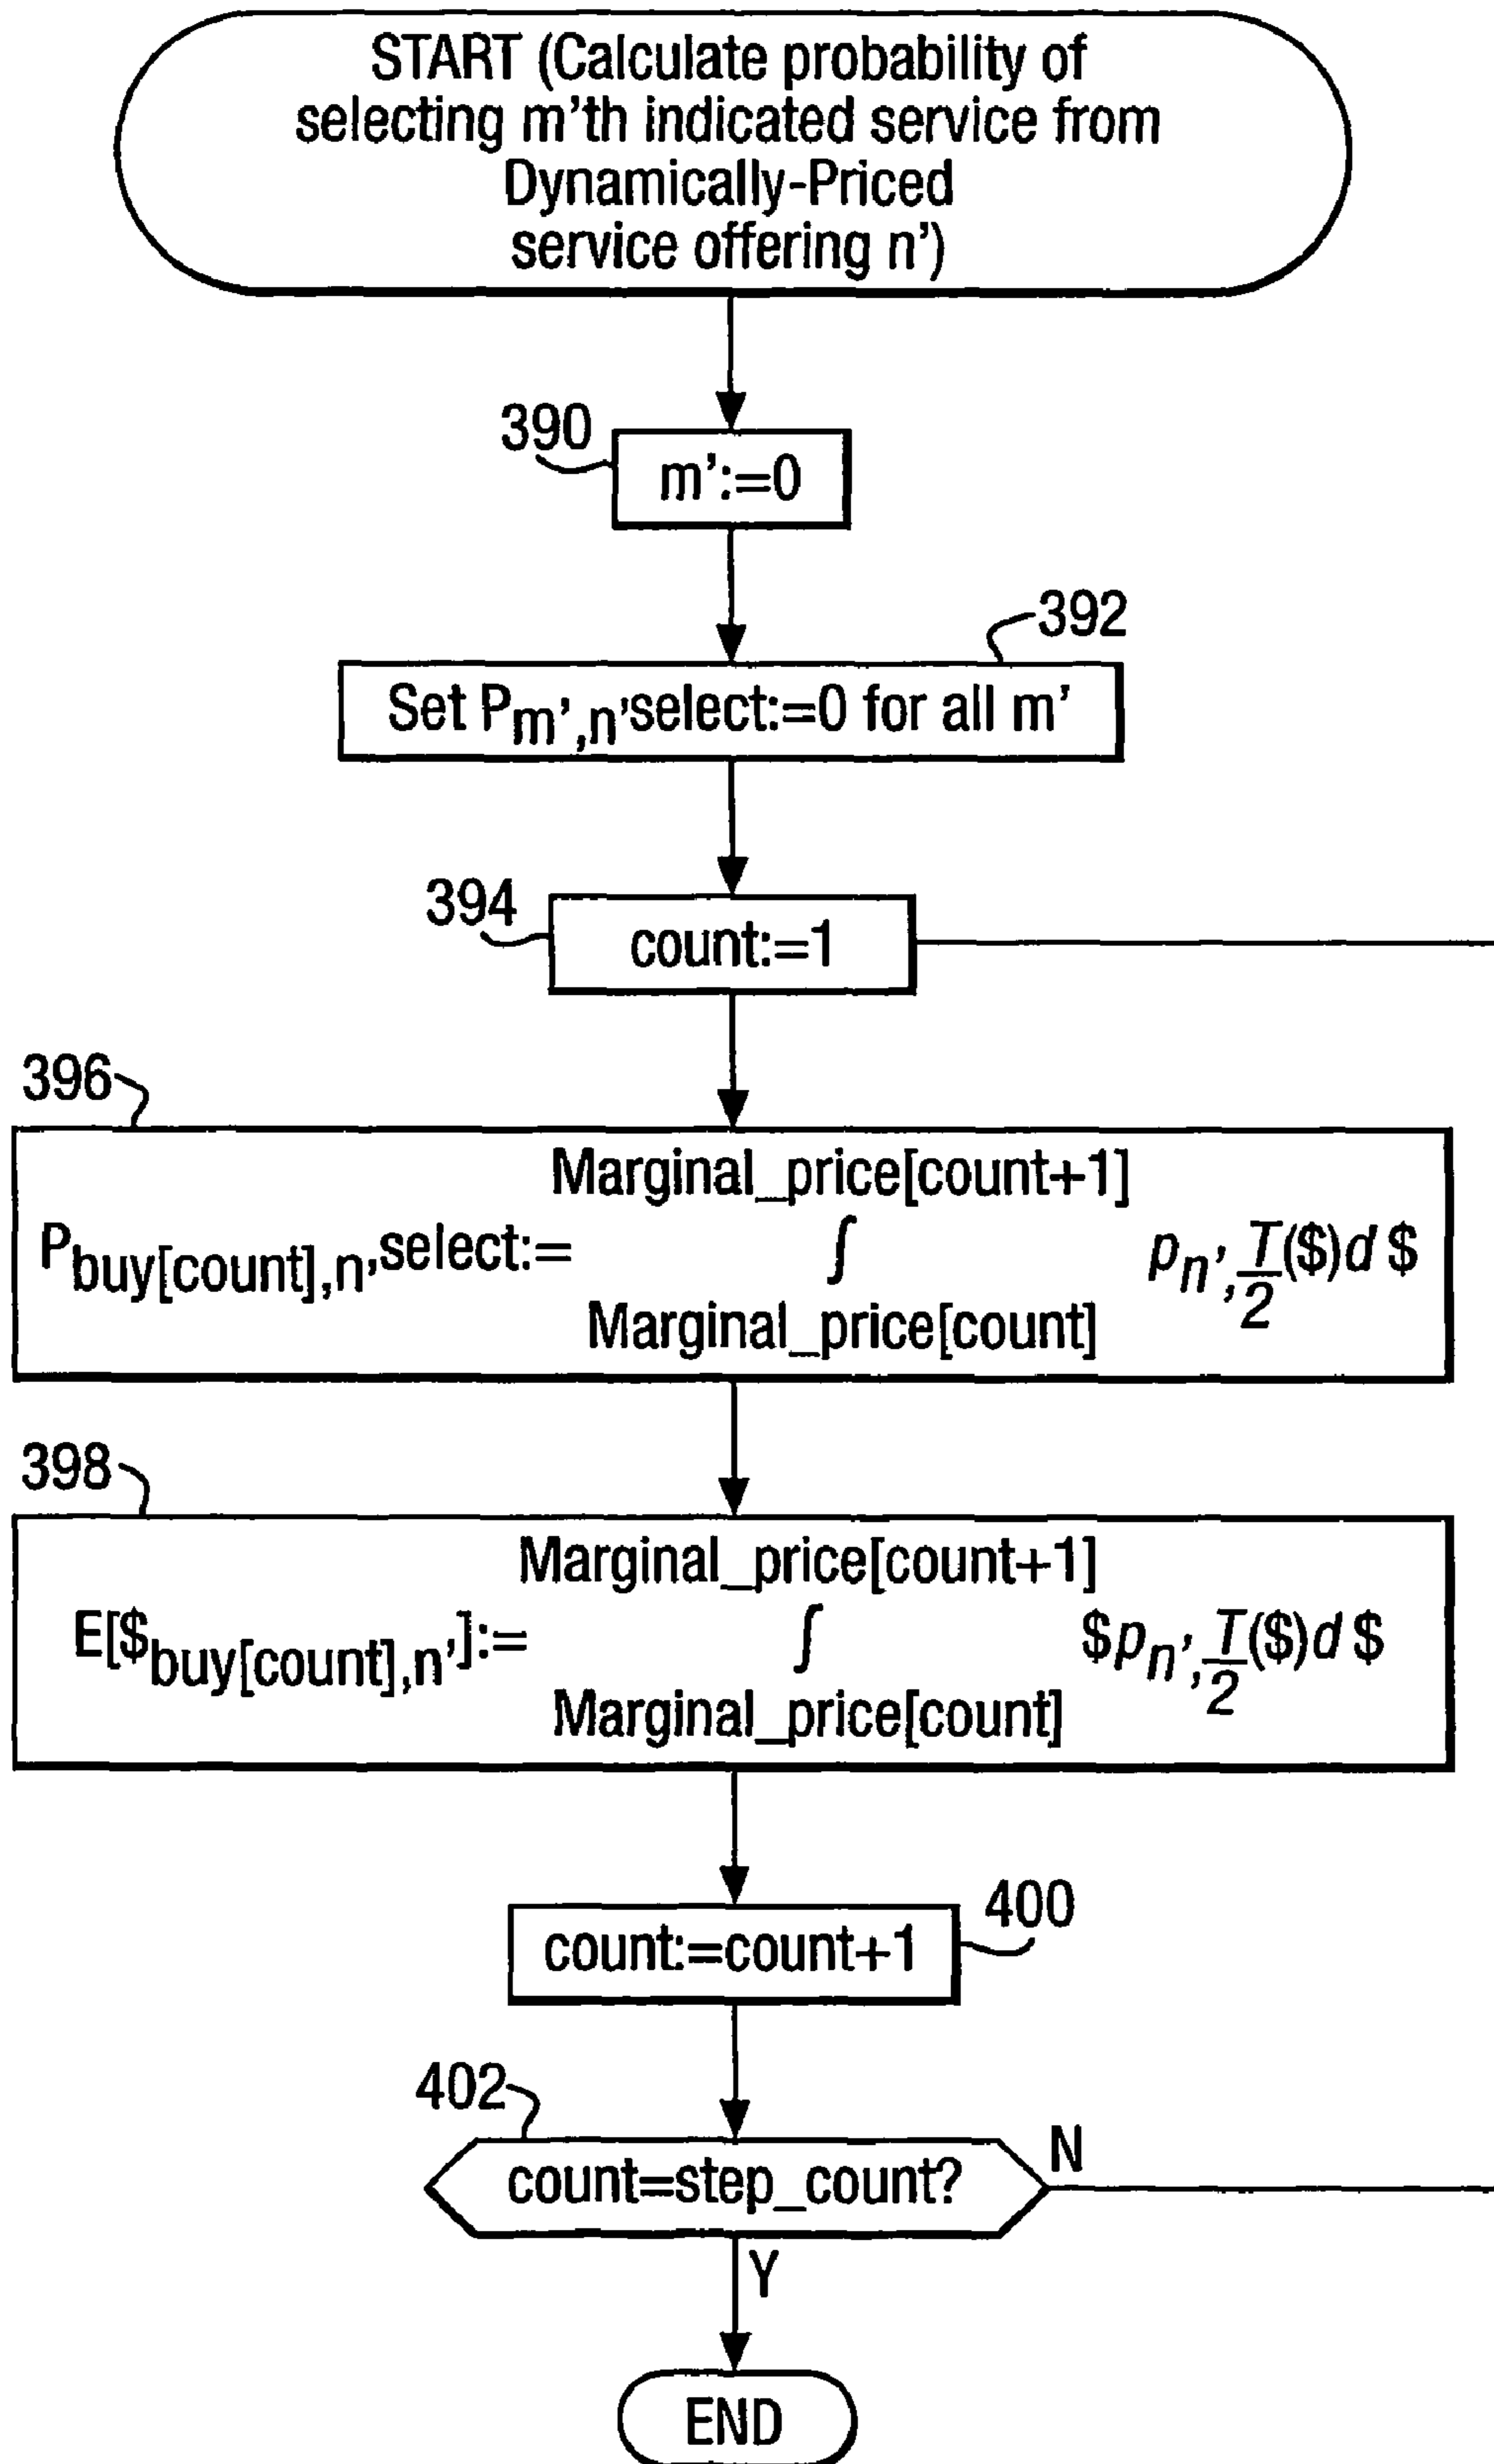 START (Calculate probability of
selecting m'th indicated service from
Dynamically-Priced
service offering n')
390
m':=0
392
Set Pm',n'select:=0 for all m'
394
count:=1
396
Marginal_price[count+1]
Pbuy[count],n'select:= ∫ pn',T/2($)d $
Marginal_price[count]
398
Marginal_price[count+1]
E[$buy[count],n']:= ∫ $pn',T/2($)d $
Marginal_price[count]
400
count:=count+1
402
count=step_count?
N
Y
END